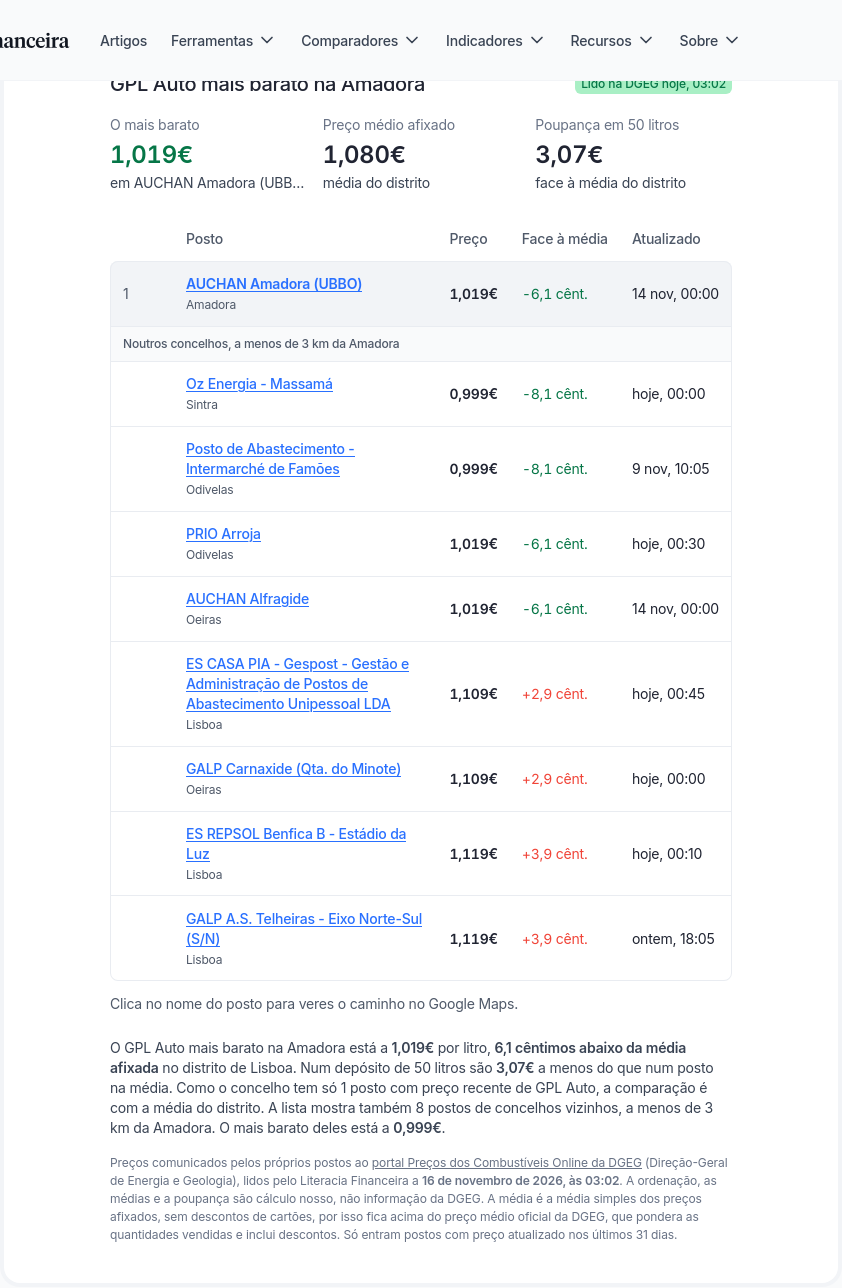 nanceira
Artigos
Ferramentas
Comparadores
Indicadores
Recursos
Sobre
GPL Auto mais barato na Amadora
Lido na DGEG hoje, 03:02
O mais barato
1,019€
em AUCHAN Amadora (UBB...
Preço médio afixado
1,080€
média do distrito
Poupança em 50 litros
3,07€
face à média do distrito
Posto Preço Face à média Atualizado
1 AUCHAN Amadora (UBBO) 1,019€ -6,1 cênt. 14 nov, 00:00
Amadora
Noutros concelhos, a menos de 3 km da Amadora
Oz Energia - Massamá 0,999€ -8,1 cênt. hoje, 00:00
Sintra
Posto de Abastecimento -
Intermarché de Famões 0,999€ -8,1 cênt. 9 nov, 10:05
Odivelas
PRIO Arroja 1,019€ -6,1 cênt. hoje, 00:30
Odivelas
AUCHAN Alfragide 1,019€ -6,1 cênt. 14 nov, 00:00
Oeiras
ES CASA PIA - Gespost - Gestão e
Administração de Postos de 1,109€ +2,9 cênt. hoje, 00:45
Abastecimento Unipessoal LDA
Lisboa
GALP Carnaxide (Qta. do Minote) 1,109€ +2,9 cênt. hoje, 00:00
Oeiras
ES REPSOL Benfica B - Estádio da
Luz 1,119€ +3,9 cênt. hoje, 00:10
Lisboa
GALP A.S. Telheiras - Eixo Norte-Sul
(S/N) 1,119€ +3,9 cênt. ontem, 18:05
Lisboa
Clica no nome do posto para veres o caminho no Google Maps.
O GPL Auto mais barato na Amadora está a 1,019€ por litro, 6,1 cêntimos abaixo da média
afixada no distrito de Lisboa. Num depósito de 50 litros são 3,07€ a menos do que num posto
na média. Como o concelho tem só 1 posto com preço recente de GPL Auto, a comparação é
com a média do distrito. A lista mostra também 8 postos de concelhos vizinhos, a menos de 3
km da Amadora. O mais barato deles está a 0,999€.
Preços comunicados pelos próprios postos ao portal Preços dos Combustíveis Online da DGEG (Direção-Geral
de Energia e Geologia), lidos pelo Literacia Financeira a 16 de novembro de 2026, às 03:02. A ordenação, as
médias e a poupança são cálculo nosso, não informação da DGEG. A média é a média simples dos preços
afixados, sem descontos de cartões, por isso fica acima do preço médio oficial da DGEG, que pondera as
quantidades vendidas e inclui descontos. Só entram postos com preço atualizado nos últimos 31 dias.